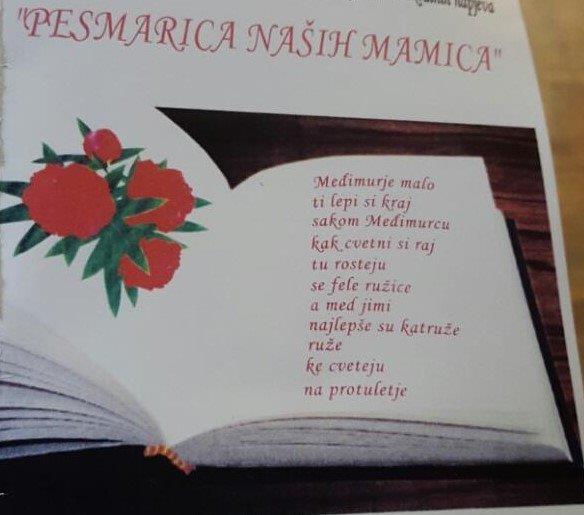 "PESMARICA NAŠIH MAMICA"
Međimurje malo
ti lepi si kraj
sakom Međimurcu
kak cvetni si raj
tu rosteju
se fele ružice
a med jimi
najlepše su katruže
ruže
ke cveteju
na protuletje